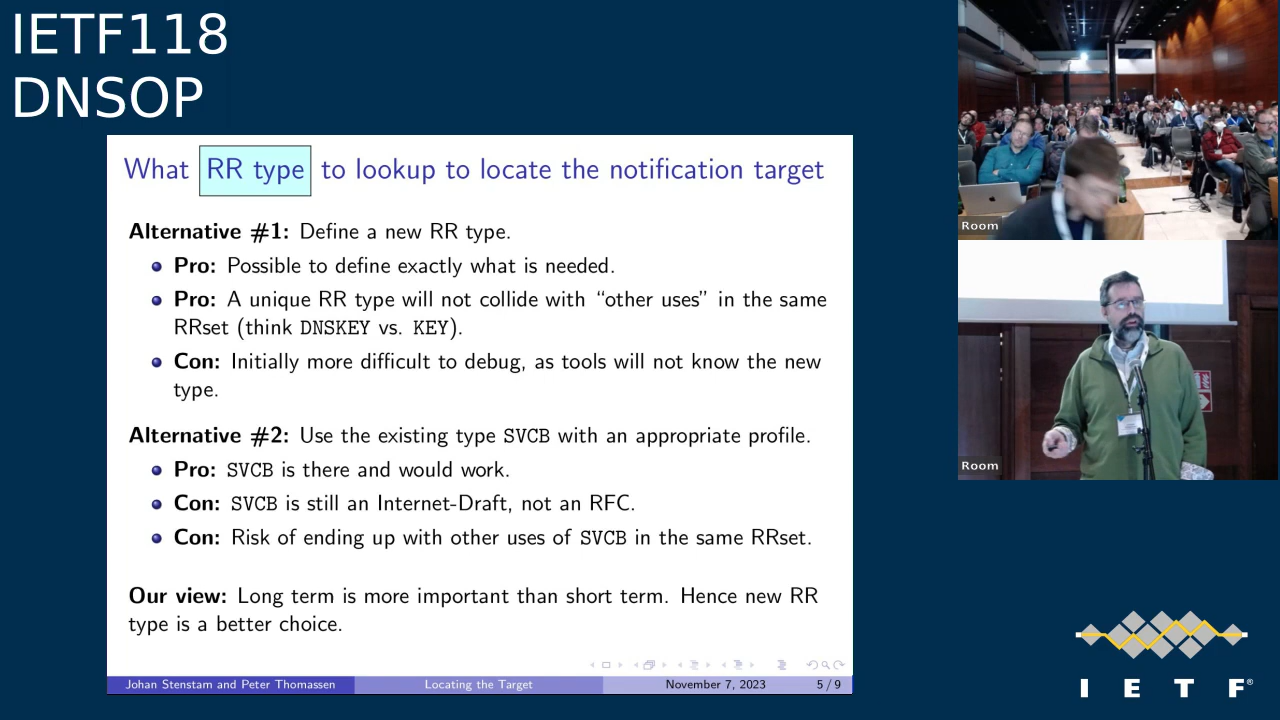 IETF118
DNSOP
What RR type to lookup to locate the notification target
Alternative #1: Define a new RR type.
Pro: Possible to define exactly what is needed.
Pro: A unique RR type will not collide with “other uses” in the same
RRset (think DNSKEY vs. KEY).
Con: Initially more difficult to debug, as tools will not know the new
type.
Alternative #2: Use the existing type SVCB with an appropriate profile.
Pro: SVCB is there and would work.
Con: SVCB is still an Internet-Draft, not an RFC.
Con: Risk of ending up with other uses of SVCB in the same RRset.
Our view: Long term is more important than short term. Hence new RR
type is a better choice.
Johan Stenstam and Peter Thomassen
Locating the Target
November 7, 2023
5 / 9
Room
Room
I E T F®